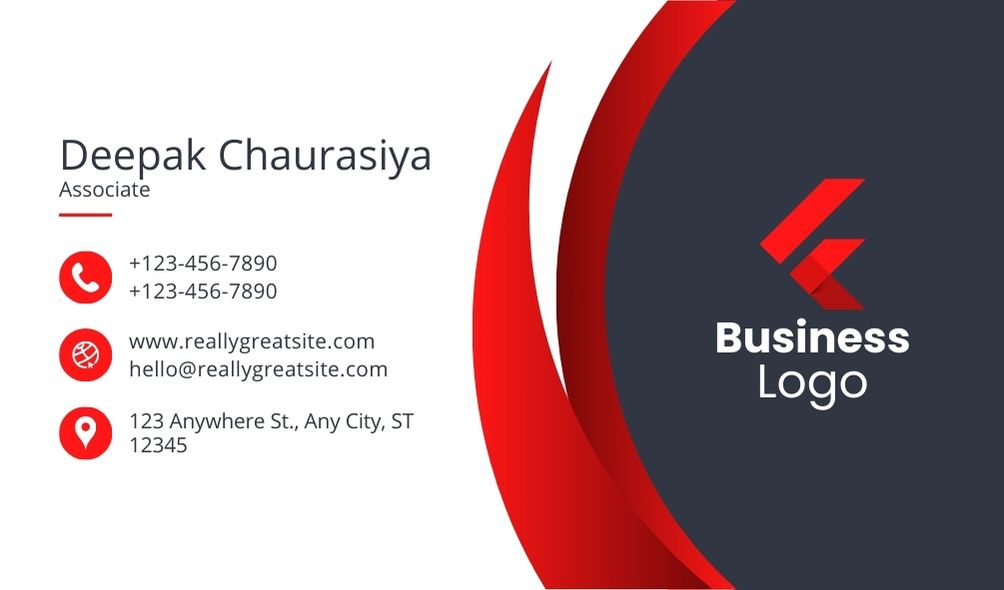 Deepak Chaurasiya
Associate
+123-456-7890
+123-456-7890
www.reallygreatsite.com
hello@reallygreatsite.com
123 Anywhere St., Any City, ST
12345
Business
Logo